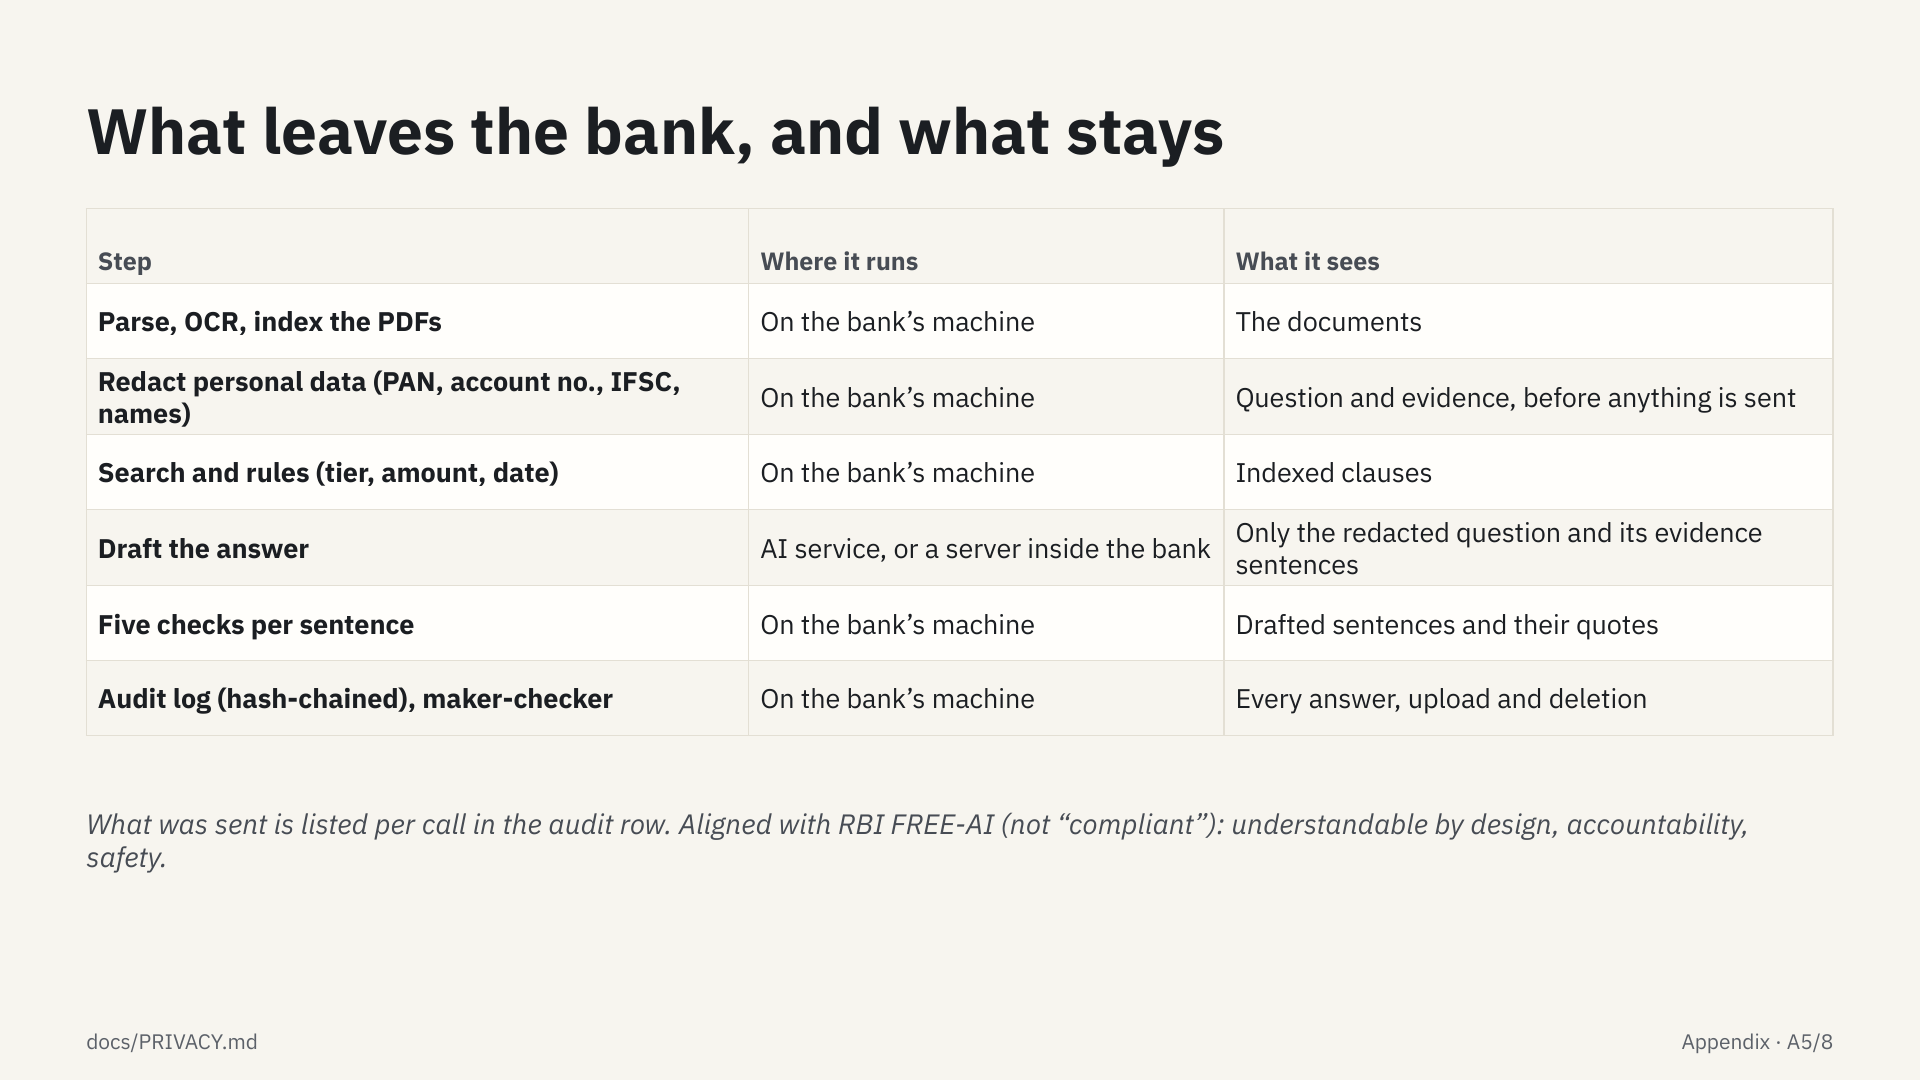 What leaves the bank, and what stays
Step
Where it runs
What it sees
Parse, OCR, index the PDFs
On the bank’s machine
The documents
Redact personal data (PAN, account no., IFSC,
names)
On the bank’s machine
Question and evidence, before anything is sent
Search and rules (tier, amount, date)
On the bank’s machine
Indexed clauses
Draft the answer
AI service, or a server inside the bank
Only the redacted question and its evidence
sentences
Five checks per sentence
On the bank’s machine
Drafted sentences and their quotes
Audit log (hash-chained), maker-checker
On the bank’s machine
Every answer, upload and deletion
What was sent is listed per call in the audit row. Aligned with RBI FREE-AI (not “compliant”): understandable by design, accountability,
safety.
docs/PRIVACY.md
Appendix · A5/8